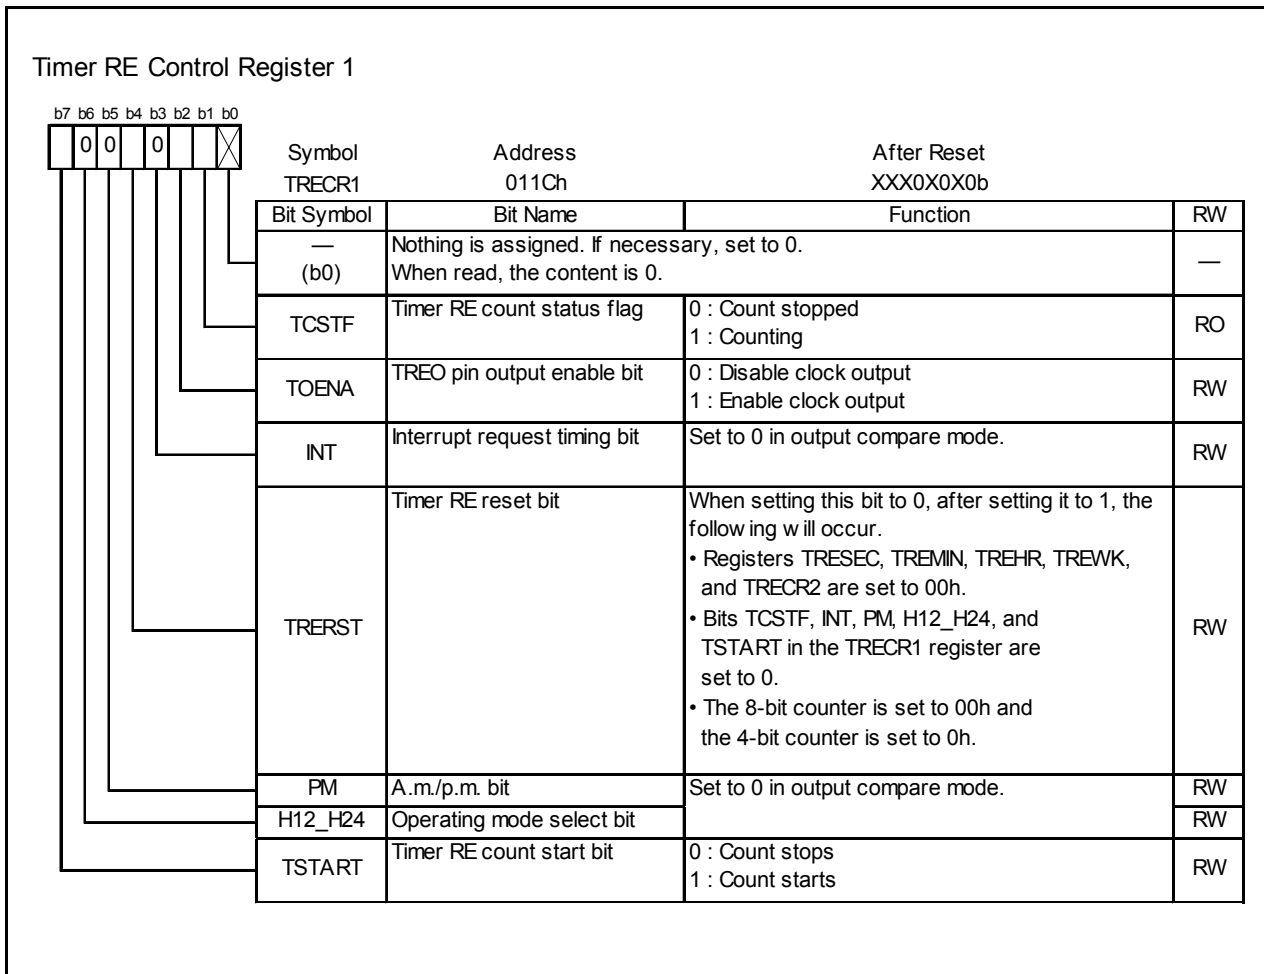 Timer RE Control Register 1
b7 b6 b5 b4 b3 b2 b1 b0
0 0 0
Symbol Address After Reset
TRECR1 011Ch XXX0X0X0b
Bit Symbol Bit Name Function RW
—
(b0)
Nothing is assigned. If necessary, set to 0.
When read, the content is 0.
—
TCSTF
Timer RE count status flag
0 : Count stopped
1 : Counting
RO
TOENA
TREO pin output enable bit
0 : Disable clock output
1 : Enable clock output
RW
INT
Interrupt request timing bit
Set to 0 in output compare mode.
RW
TRERST
Timer RE reset bit
When setting this bit to 0, after setting it to 1, the
following will occur.
• Registers TRESEC, TREMIN, TREHR, TREWK,
and TRECR2 are set to 00h.
• Bits TCSTF, INT, PM, H12_H24, and
TSTART in the TRECR1 register are
set to 0.
• The 8-bit counter is set to 00h and
the 4-bit counter is set to 0h.
RW
PM A.m./p.m. bit Set to 0 in output compare mode. RW
H12_H24 Operating mode select bit RW
TSTART
Timer RE count start bit
0 : Count stops
1 : Count starts
RW